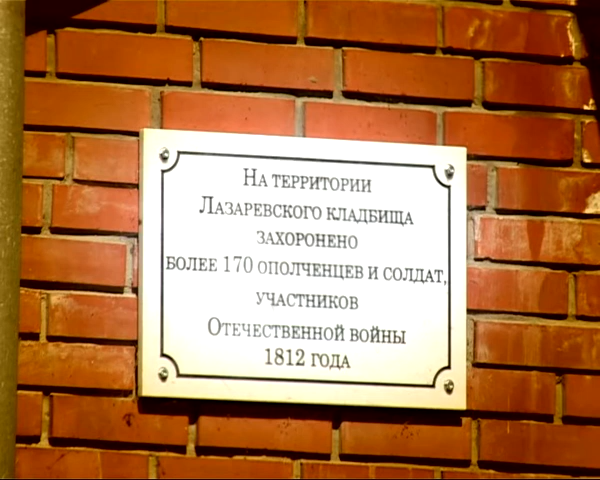 На территории
Лазаревского кладбища
захоронено
более 170 ополченцев и солдат,
участников
Отечественной войны
1812 года